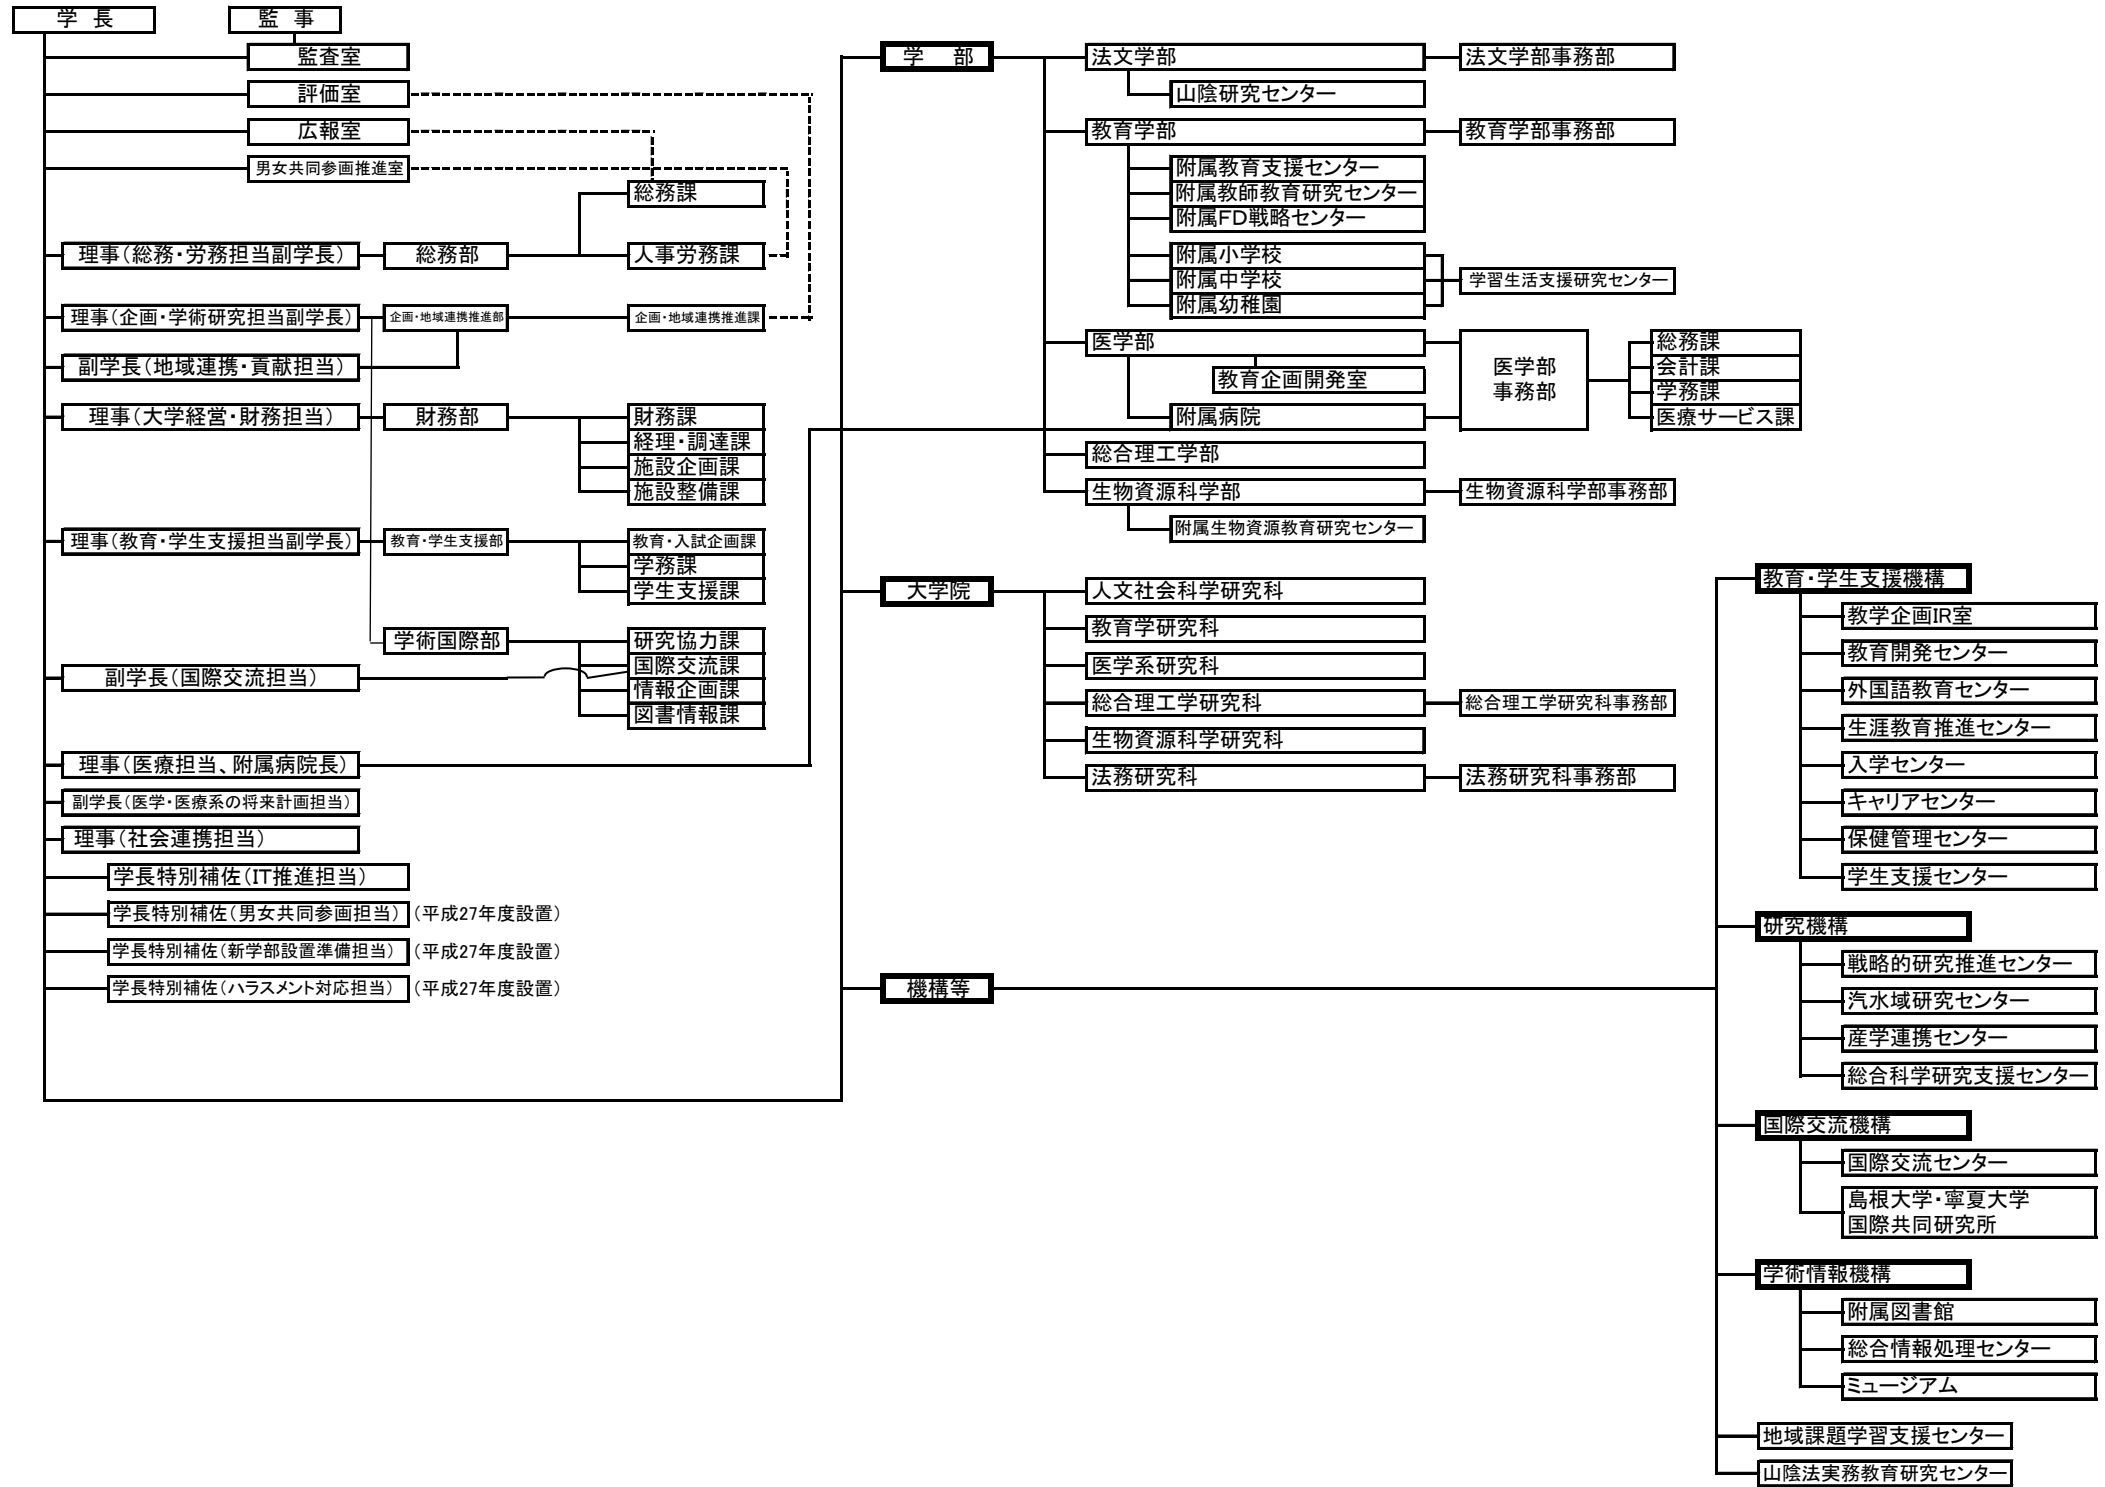 学 長
監 事
監査室
評価室
広報室
男女共同参画推進室
総務課
理事(総務・労務担当副学長)
総務部
人事労務課
理事(企画・学術研究担当副学長)
企画・地域連携推進部
企画・地域連携推進課
副学長(地域連携・貢献担当)
理事(大学経営・財務担当)
財務部
財務課
経理・調達課
施設企画課
施設整備課
理事(教育・学生支援担当副学長)
教育・学生支援部
教育・入試企画課
学務課
学生支援課
学術国際部
研究協力課
国際交流課
情報企画課
図書情報課
副学長(国際交流担当)
理事(医療担当、附属病院長)
副学長(医学・医療系の将来計画担当)
理事(社会連携担当)
学長特別補佐(IT推進担当)
学長特別補佐(男女共同参画担当)
(平成27年度設置)
学長特別補佐(新学部設置準備担当)
(平成27年度設置)
学長特別補佐(ハラスメント対応担当)
(平成27年度設置)
学 部
法文学部
法文学部事務部
山陰研究センター
教育学部
教育学部事務部
附属教育支援センター
附属教師教育研究センター
附属FD戦略センター
附属小学校
附属中学校
附属幼稚園
学習生活支援研究センター
医学部
教育企画開発室
附属病院
医学部
事務部
総務課
会計課
学務課
医療サービス課
総合理工学部
生物資源科学部
生物資源科学部事務部
附属生物資源教育研究センター
大学院
人文社会科学研究科
教育学研究科
医学系研究科
総合理工学研究科
総合理工学研究科事務部
生物資源科学研究科
法務研究科
法務研究科事務部
機構等
教育・学生支援機構
教学企画IR室
教育開発センター
外国語教育センター
生涯教育推進センター
入学センター
キャリアセンター
保健管理センター
学生支援センター
研究機構
戦略的研究推進センター
汽水域研究センター
産学連携センター
総合科学研究支援センター
国際交流機構
国際交流センター
島根大学・寧夏大学
国際共同研究所
学術情報機構
附属図書館
総合情報処理センター
ミュージアム
地域課題学習支援センター
山陰法実務教育研究センター